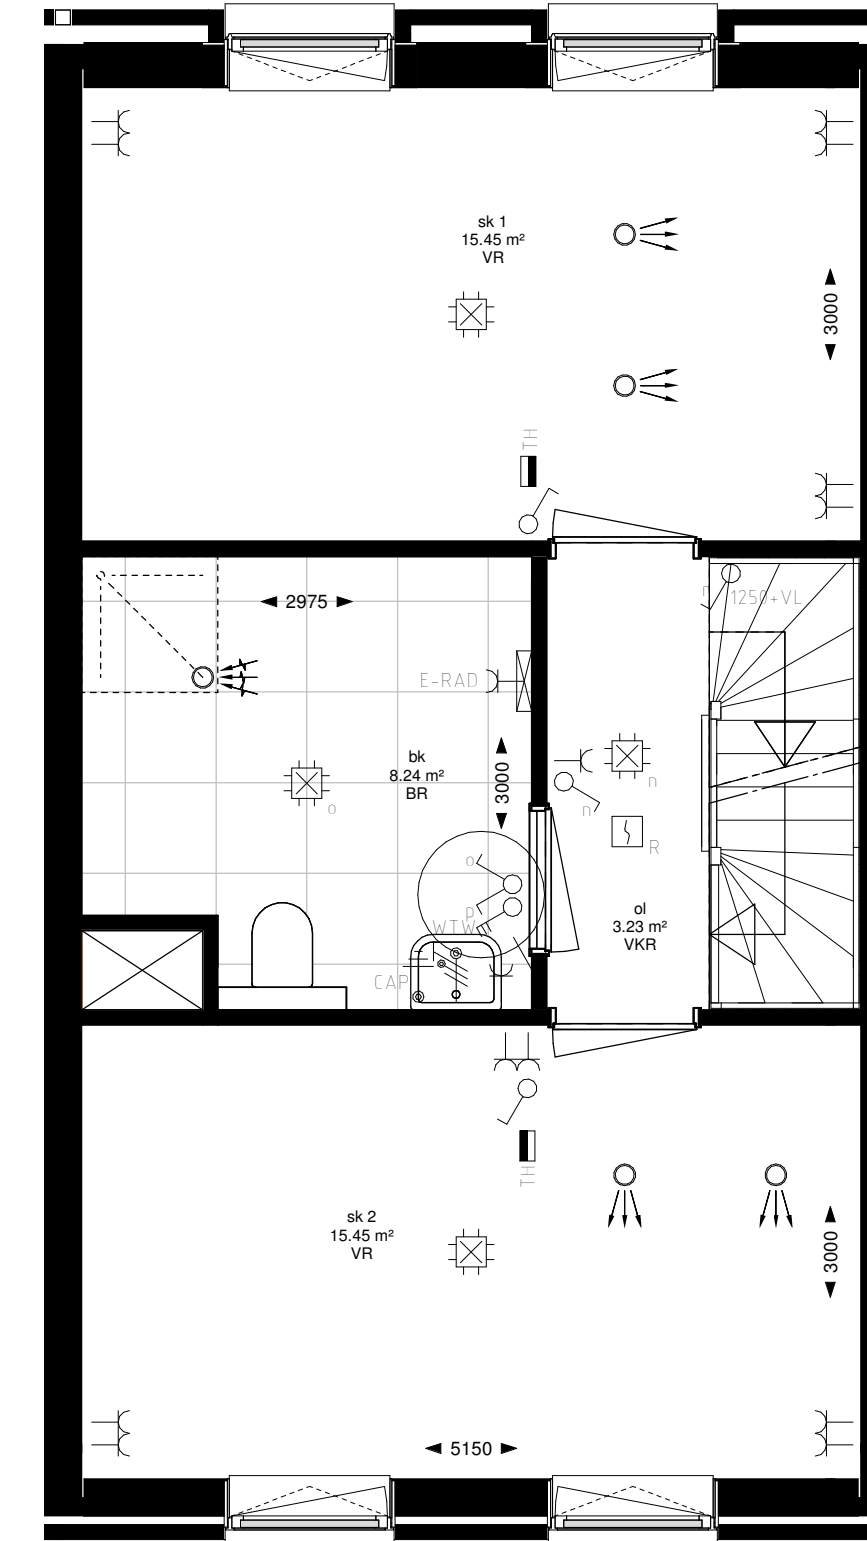 sk 1
15.45 m²
VR
3000
TH
2975
n
1250+VL
E-RAD
bk
8.24 m²
BR
3000
o
n
n
R
o
p
WTW
ol
3.23 m²
VKR
CAP
TH
sk 2
15.45 m²
VR
3000
5150